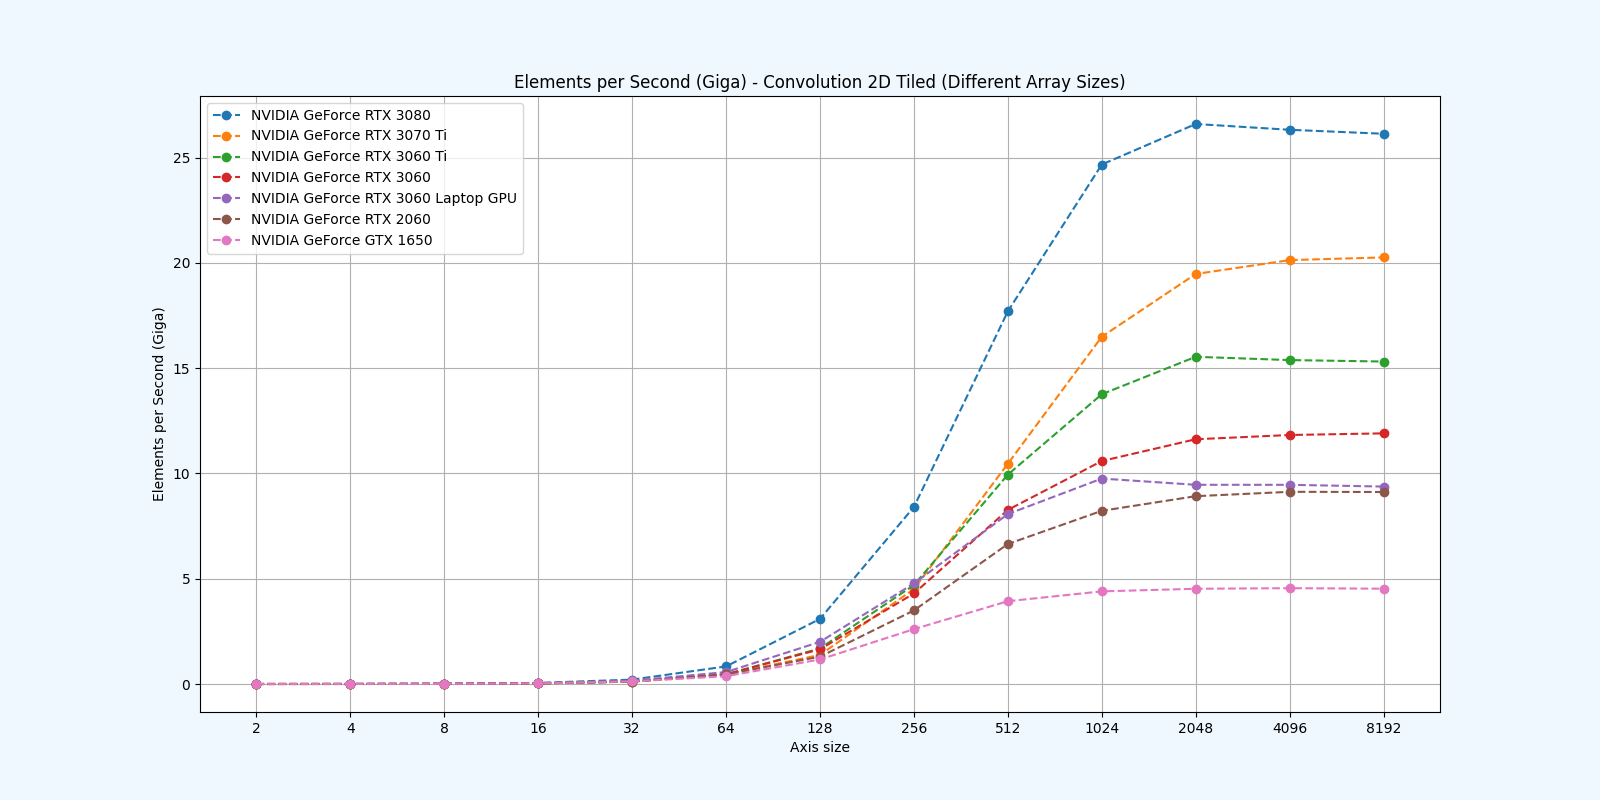 Elements per Second (Giga) - Convolution 2D Tiled (Different Array Sizes)
NVIDIA GeForce RTX 3080
NVIDIA GeForce RTX 3070 Ti
NVIDIA GeForce RTX 3060 Ti
NVIDIA GeForce RTX 3060
NVIDIA GeForce RTX 3060 Laptop GPU
NVIDIA GeForce RTX 2060
NVIDIA GeForce GTX 1650
Elements per Second (Giga)
25
20
15
10
5
0
2 4 8 16 32 64 128 256 512 1024 2048 4096 8192
Axis size